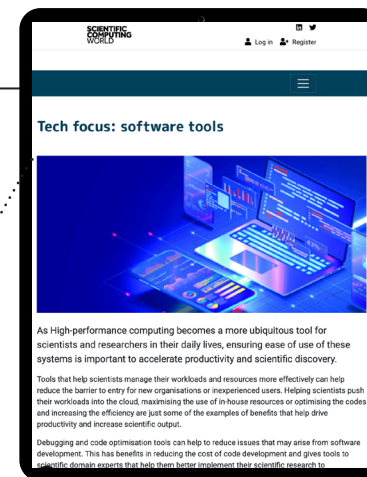 SCIENTIFIC
COMPUTING
WORLD
Log in Register
Tech focus: software tools
As High-performance computing becomes a more ubiquitous tool for
scientists and researchers in their daily lives, ensuring ease of use of these
systems is important to accelerate productivity and scientific discovery.
Tools that help scientists manage their workloads and resources more effectively can help
reduce the barrier to entry for new organisations or inexperienced users. Helping scientists push
their workloads into the cloud, maximising the use of in-house resources or optimising the codes
and increasing the efficiency are just some of the examples of benefits that help drive
productivity and increase scientific output.
Debugging and code optimisation tools can help to reduce issues that may arise from software
development. This has benefits in reducing the cost of code development and gives tools to
scientific domain experts that help them better implement their scientific research to